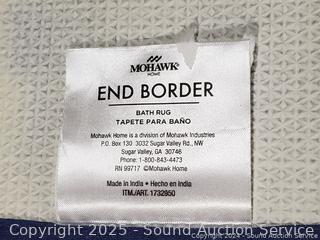 MOHAWK
HOME
END BORDER
BATH RUG
TAPETE PARA BAÑO
Mohawk Home is a division of Mohawk Industries
P.O. Box 130 3032 Sugar Valley Rd., NW
Sugar Valley, GA 30746
Phone: 1-800-843-4473
RN 99717 ©Mohawk Home
Made in India • Hecho en India
ITM./ART. 1732950
Copyright 2025 - Sound Auction Service
Copyright 2024 - Sound Auction Service